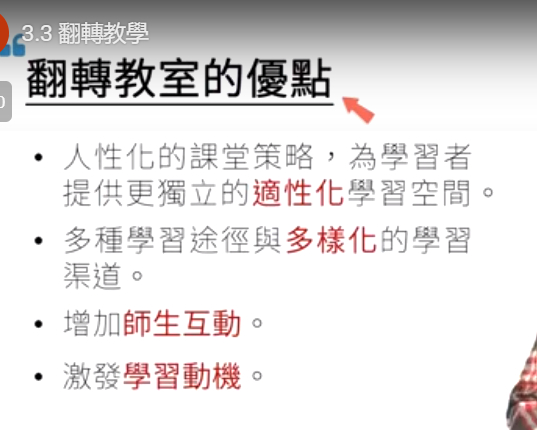 3.3 翻轉教學
翻轉教室的優點
• 人性化的課堂策略，為學習者
提供更獨立的適性化學習空間。
• 多種學習途徑與多樣化的學習
渠道。
• 增加師生互動。
• 激發學習動機。